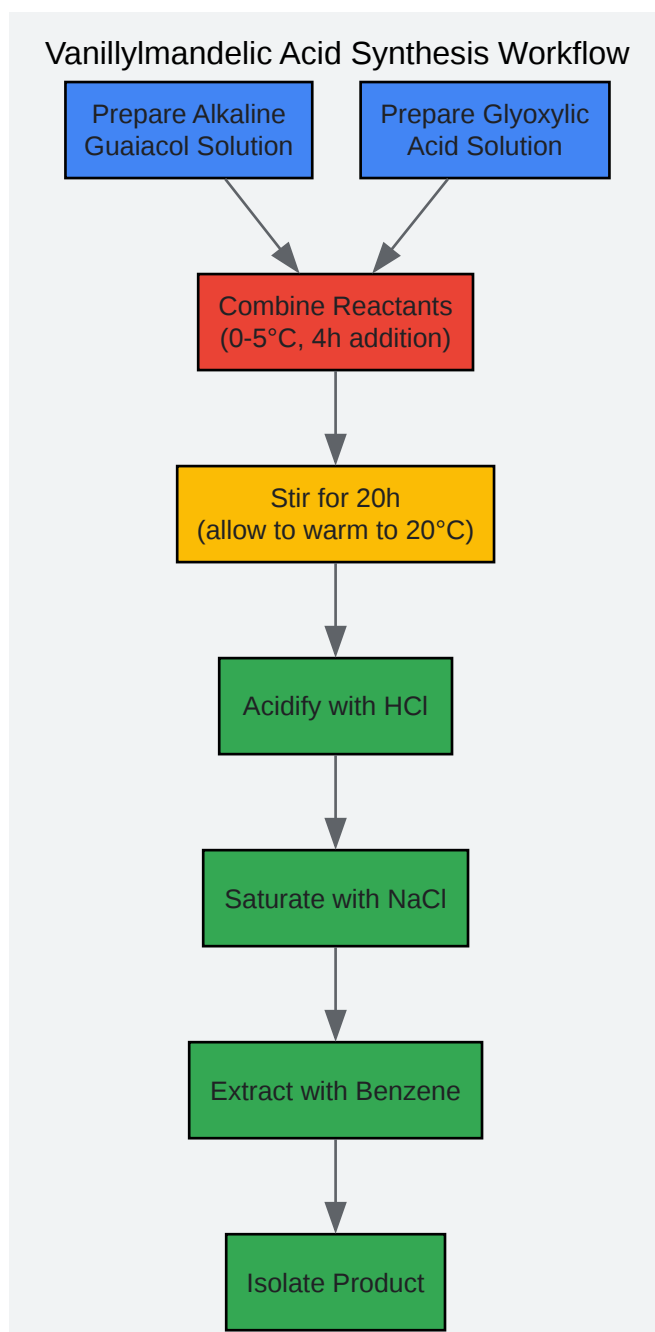 Vanillylmandelic Acid Synthesis Workflow
Prepare Alkaline
Guaiacol Solution
Prepare Glyoxylic
Acid Solution
Combine Reactants
(0-5°C, 4h addition)
Stir for 20h
(allow to warm to 20°C)
Acidify with HCl
Saturate with NaCl
Extract with Benzene
Isolate Product